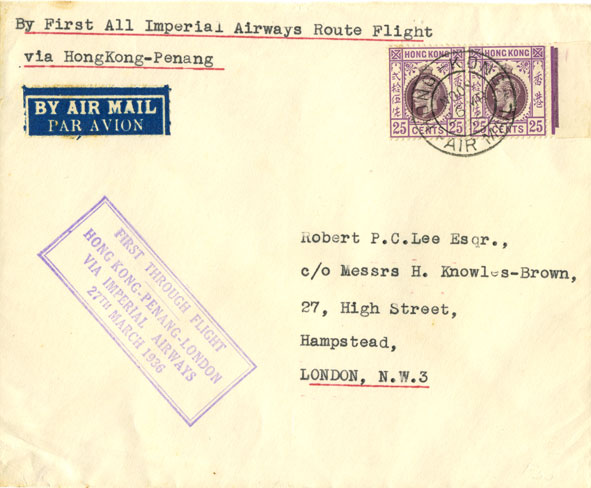 By First All Imperial Airways Route Flight
via HongKong-Penang
BY AIR MAIL
PAR AVION
HONG KONG HONG KONG
25 CENTS 25 25 CENTS 25
HONG KONG
AIR MAIL
FIRST THROUGH FLIGHT
HONG KONG-PENANG-LONDON
VIA IMPERIAL AIRWAYS
27TH MARCH 1936
Robert P.C.Lee Esqr.,
c/o Messrs H. Knowles-Brown,
27, High Street,
Hampstead,
LONDON, N.W.3